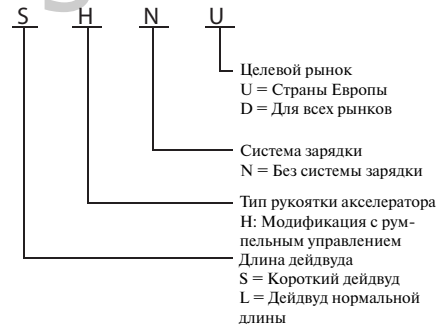 S H N U
Целевой рынок
U = Страны Европы
D = Для всех рынков
Система зарядки
N = Без системы зарядки
Тип рукоятки акселератора
H: Модификация с рум-
пельным управлением
Длина дейдвуда
S = Короткий дейдвуд
L = Дейдвуд нормальной
длины